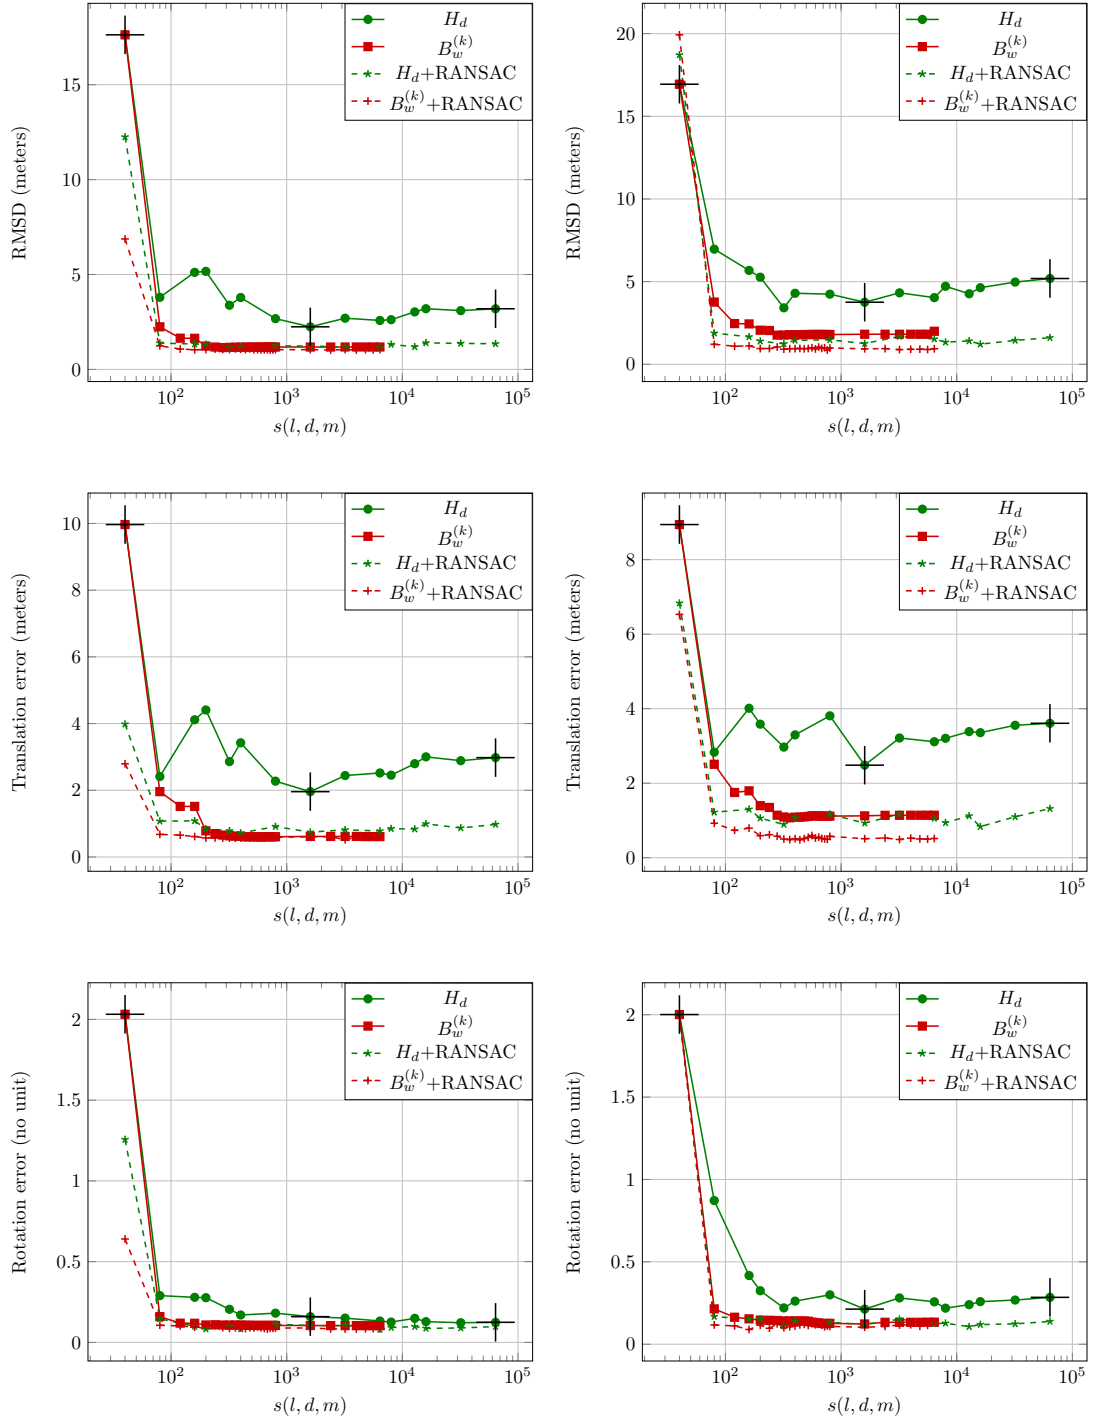 RMSD (meters)
15
10
5
0
10^2
10^3
10^4
10^5
s(l, d, m)
H_d
B_w^(k)
H_d+RANSAC
B_w^(k)+RANSAC
RMSD (meters)
20
15
10
5
0
10^2
10^3
10^4
10^5
s(l, d, m)
H_d
B_w^(k)
H_d+RANSAC
B_w^(k)+RANSAC
Translation error (meters)
10
8
6
4
2
0
10^2
10^3
10^4
10^5
s(l, d, m)
H_d
B_w^(k)
H_d+RANSAC
B_w^(k)+RANSAC
Translation error (meters)
8
6
4
2
0
10^2
10^3
10^4
10^5
s(l, d, m)
H_d
B_w^(k)
H_d+RANSAC
B_w^(k)+RANSAC
Rotation error (no unit)
2
1.5
1
0.5
0
10^2
10^3
10^4
10^5
s(l, d, m)
H_d
B_w^(k)
H_d+RANSAC
B_w^(k)+RANSAC
Rotation error (no unit)
2
1.5
1
0.5
0
10^2
10^3
10^4
10^5
s(l, d, m)
H_d
B_w^(k)
H_d+RANSAC
B_w^(k)+RANSAC